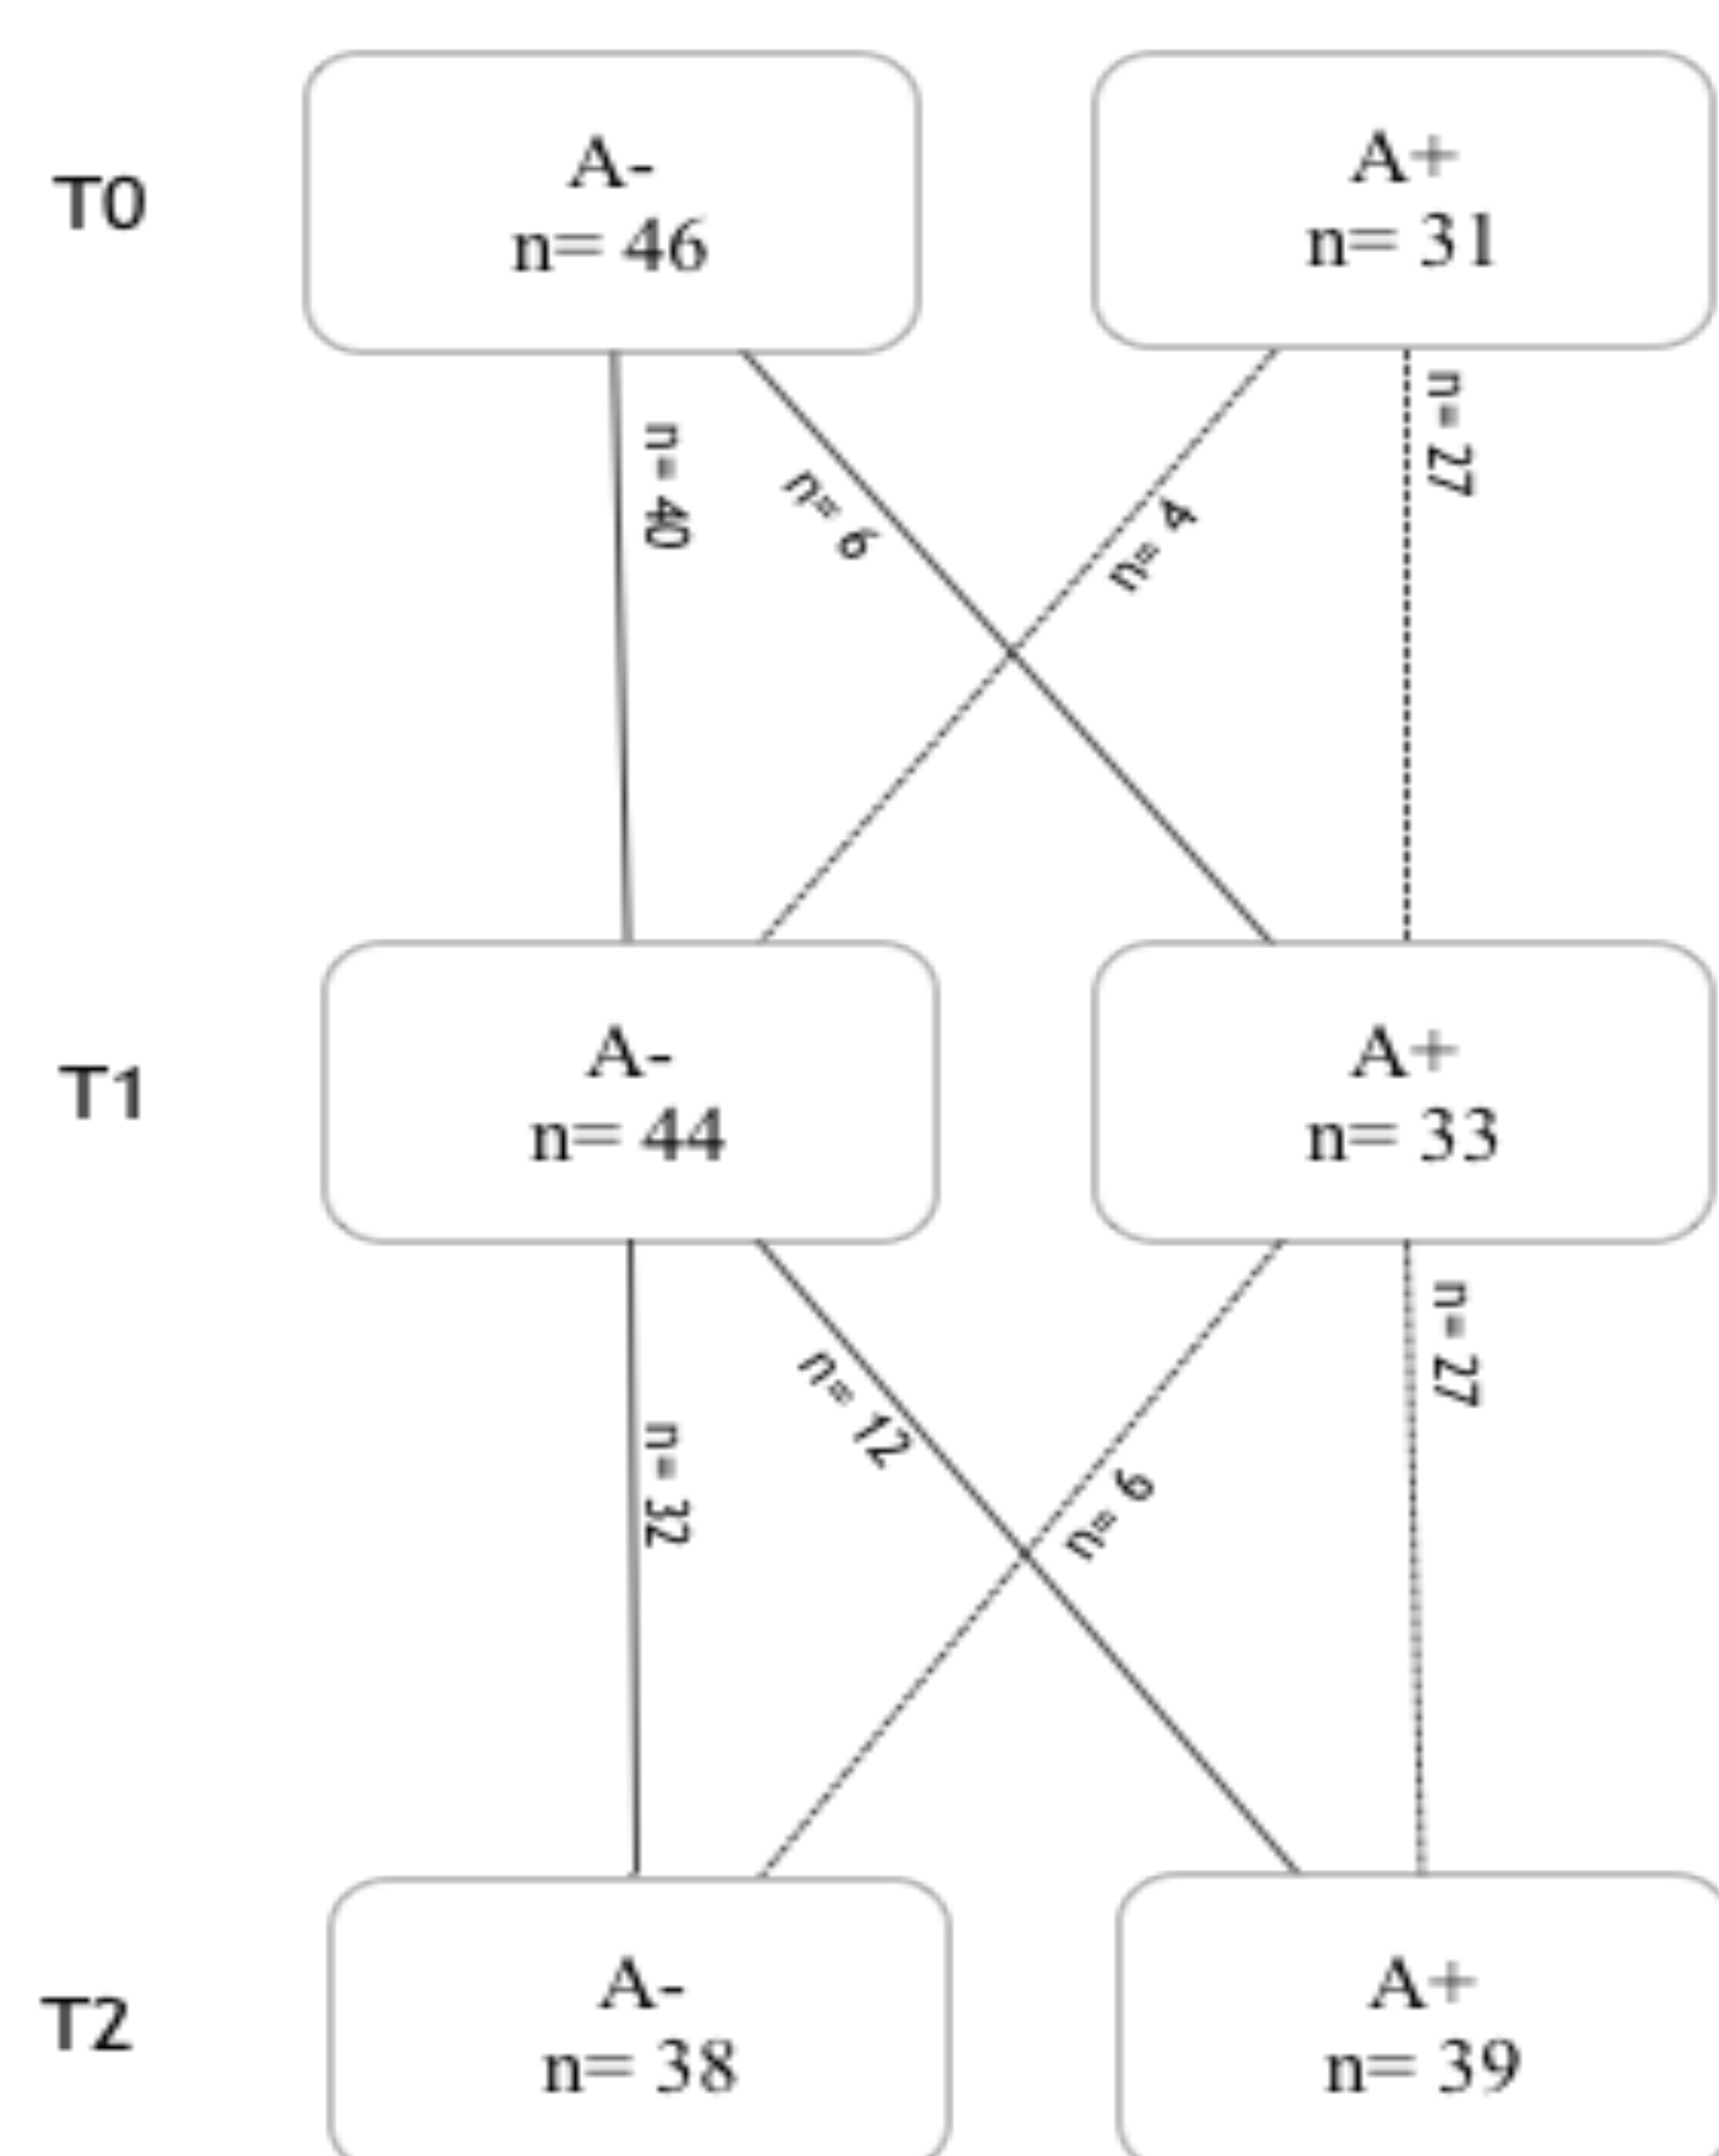 T0
A-
n= 46
A+
n= 31
n= 40
n= 6
n= 4
n= 27
T1
A-
n= 44
A+
n= 33
n= 32
n= 12
n= 6
n= 27
T2
A-
n= 38
A+
n= 39